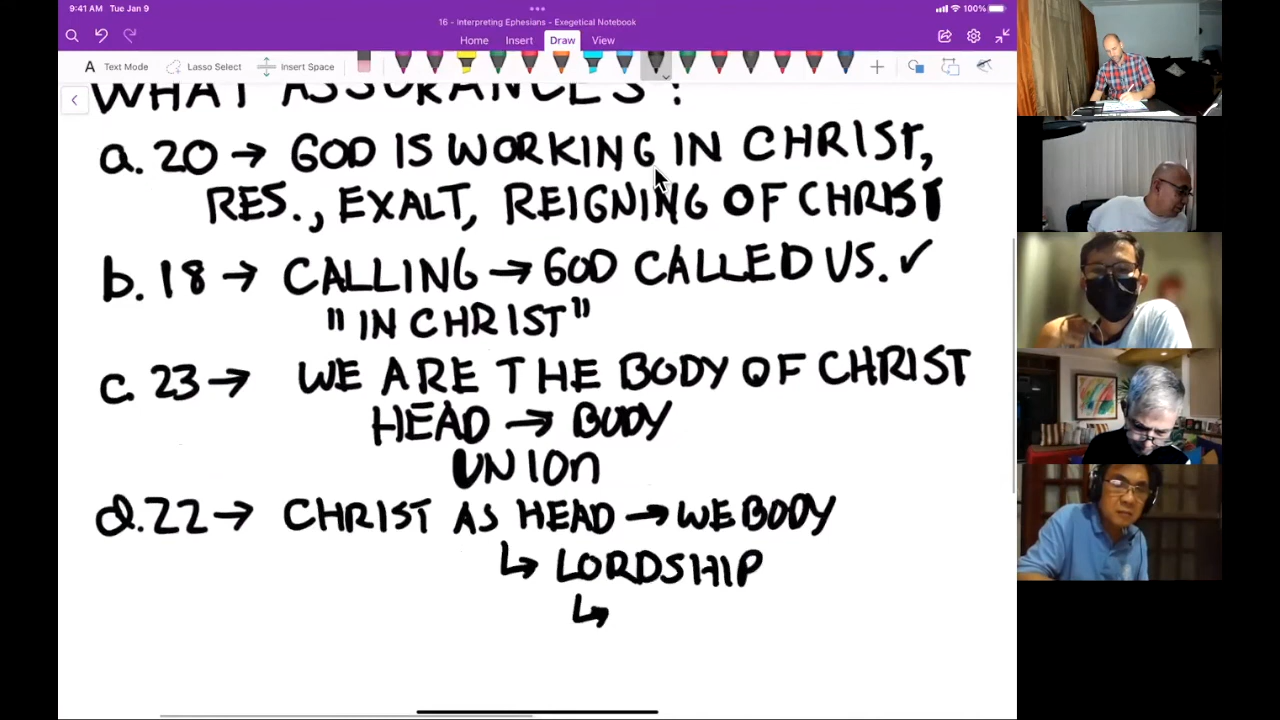 9:41 AM Tue Jan 9
100%
16 - Interpreting Ephesians - Exegetical Notebook
Home Insert Draw View
A Text Mode Lasso Select Insert Space
WHAT ASSURANCES?
a. 20 → GOD IS WORKING IN CHRIST,
RES., EXALT, REIGNING OF CHRIST
b. 18 → CALLING → GOD CALLED US. ✓
"IN CHRIST"
c. 23 → WE ARE THE BODY OF CHRIST
HEAD → BODY
UNION
d. 22 → CHRIST AS HEAD → WE BODY
↳ LORDSHIP
↳